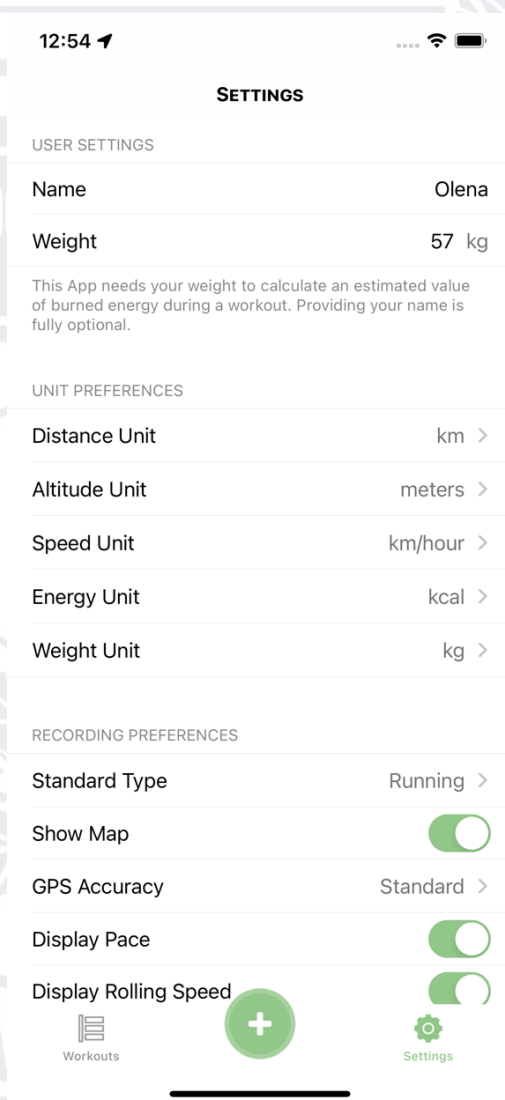 12:54
SETTINGS
USER SETTINGS
Name Olena
Weight 57 kg
This App needs your weight to calculate an estimated value
of burned energy during a workout. Providing your name is
fully optional.
UNIT PREFERENCES
Distance Unit km
Altitude Unit meters
Speed Unit km/hour
Energy Unit kcal
Weight Unit kg
RECORDING PREFERENCES
Standard Type Running
Show Map
GPS Accuracy Standard
Display Pace
Display Rolling Speed
Workouts Settings